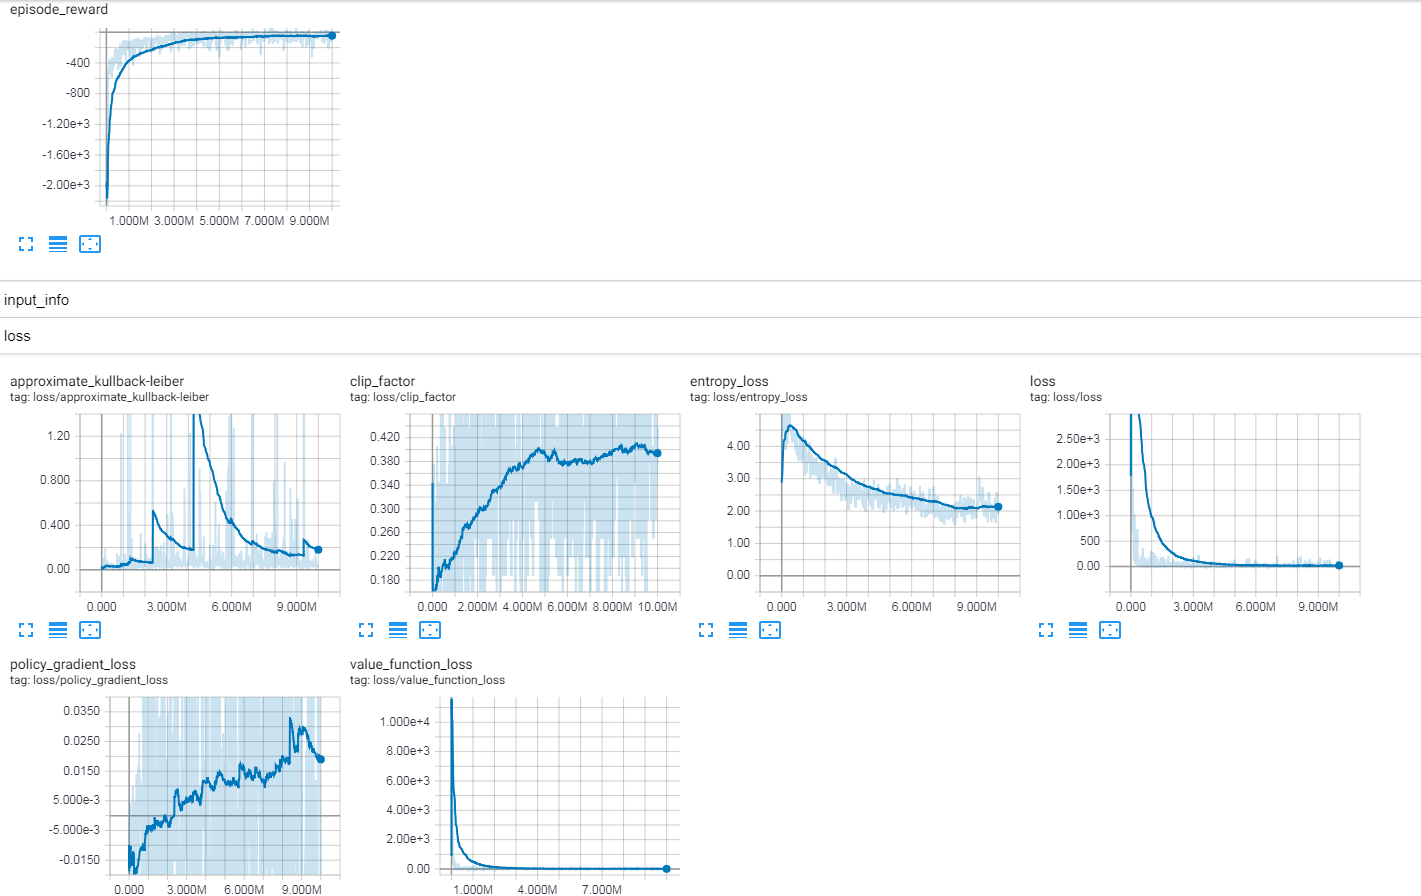 episode_reward
-400
-800
-1.20e+3
-1.60e+3
-2.00e+3
1.000M 3.000M 5.000M 7.000M 9.000M
input_info
loss
approximate_kullback-leiber
tag: loss/approximate_kullback-leiber
1.20
0.800
0.400
0.00
0.000 3.000M 6.000M 9.000M
clip_factor
tag: loss/clip_factor
0.420
0.380
0.340
0.300
0.260
0.220
0.180
0.000 2.000M 4.000M 6.000M 8.000M 10.00M
entropy_loss
tag: loss/entropy_loss
4.00
3.00
2.00
1.00
0.00
0.000 3.000M 6.000M 9.000M
loss
tag: loss/loss
2.50e+3
2.00e+3
1.50e+3
1.00e+3
500
0.00
0.000 3.000M 6.000M 9.000M
policy_gradient_loss
tag: loss/policy_gradient_loss
0.0350
0.0250
0.0150
5.000e-3
-5.000e-3
-0.0150
0.000 3.000M 6.000M 9.000M
value_function_loss
tag: loss/value_function_loss
1.000e+4
8.00e+3
6.00e+3
4.00e+3
2.00e+3
0.00
1.000M 4.000M 7.000M